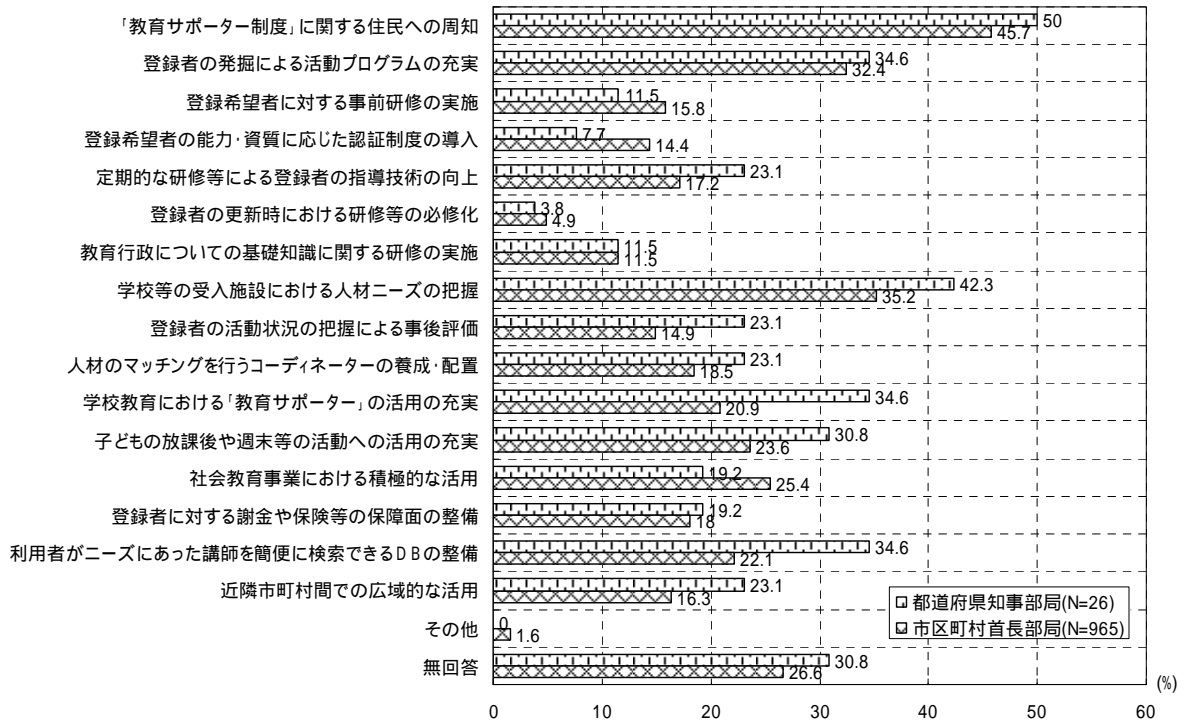 「教育サポーター制度」に関する住民への周知
50
45.7
登録者の発掘による活動プログラムの充実
34.6
32.4
登録希望者に対する事前研修の実施
11.5
15.8
登録希望者の能力・資質に応じた認証制度の導入
7.7
14.4
定期的な研修等による登録者の指導技術の向上
23.1
17.2
登録者の更新時における研修等の必修化
3.8
4.9
教育行政についての基礎知識に関する研修の実施
11.5
11.5
学校等の受入施設における人材ニーズの把握
42.3
35.2
登録者の活動状況の把握による事後評価
23.1
14.9
人材のマッチングを行うコーディネーターの養成・配置
23.1
18.5
学校教育における「教育サポーター」の活用の充実
34.6
20.9
子どもの放課後や週末等の活動への活用の充実
30.8
23.6
社会教育事業における積極的な活用
19.2
25.4
登録者に対する謝金や保険等の保障面の整備
19.2
18
利用者がニーズにあった講師を簡便に検索できるDBの整備
34.6
22.1
近隣市町村間での広域的な活用
23.1
16.3
その他
0
1.6
無回答
30.8
26.6
都道府県知事部局(N=26)
市区町村首長部局(N=965)
(%)
0 10 20 30 40 50 60